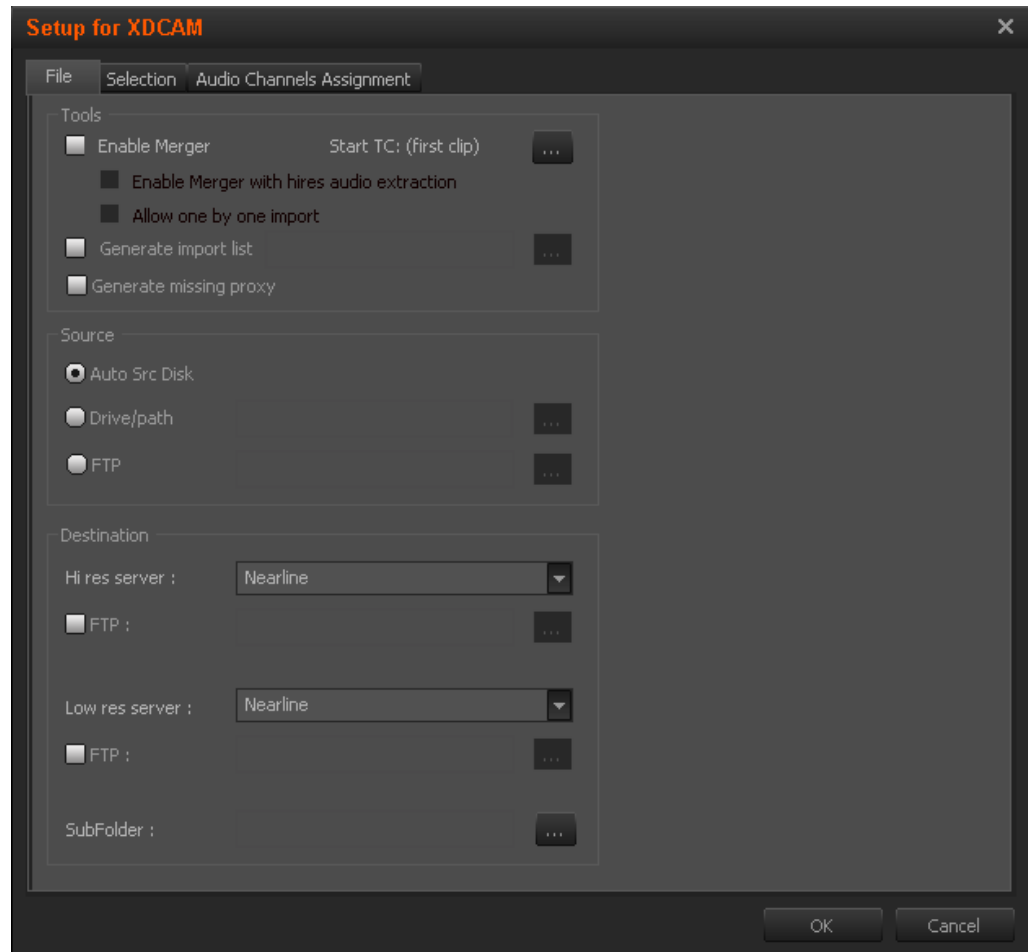 Setup for XDCAM
File Selection Audio Channels Assignment
Tools
Enable Merger Start TC: (first clip) ...
Enable Merger with hires audio extraction
Allow one by one import
Generate import list ...
Generate missing proxy
Source
Auto Src Disk
Drive/path ...
FTP ...
Destination
Hi res server : Nearline
FTP : ...
Low res server : Nearline
FTP : ...
SubFolder : ...
OK Cancel